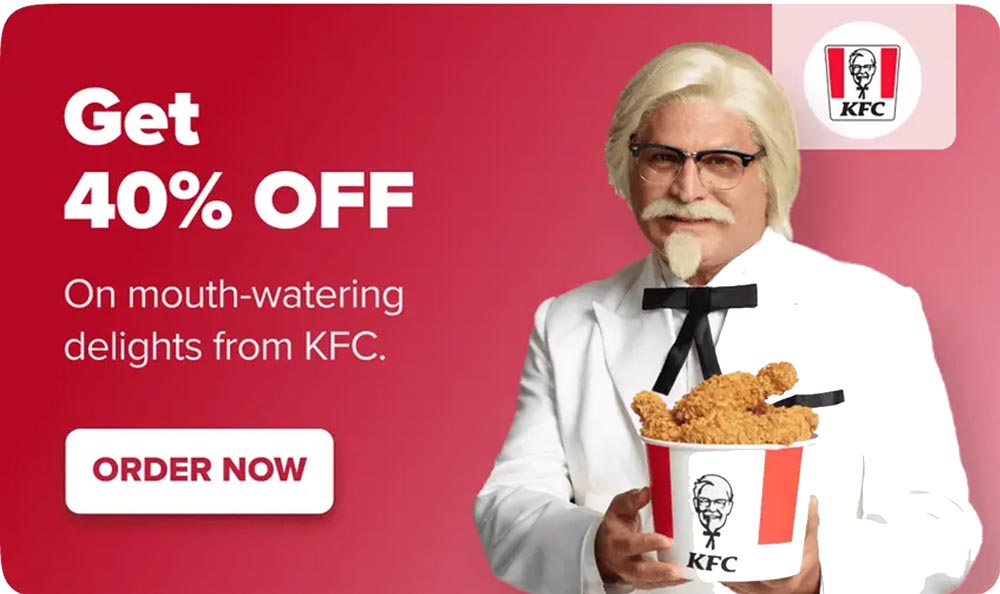 Get
40% OFF
On mouth-watering
delights from KFC.
ORDER NOW
KFC
KFC